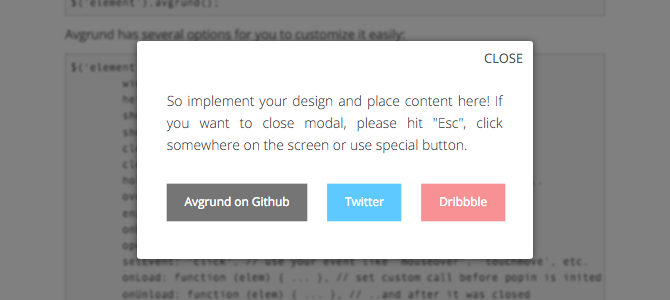 $('element').avgrund();
Avgrund has several options for you to customize it easily:
$('element
CLOSE
So implement your design and place content here! If
you want to close modal, please hit "Esc", click
somewhere on the screen or use special button.
Avgrund on Github
Twitter
Dribbble
setEvent: 'click', // use your event like 'mouseover', 'touchmove', etc.
onLoad: function (elem) { ... }, // set custom call before popin is inited
onUnload: function (elem) { ... }, // ..and after it was closed